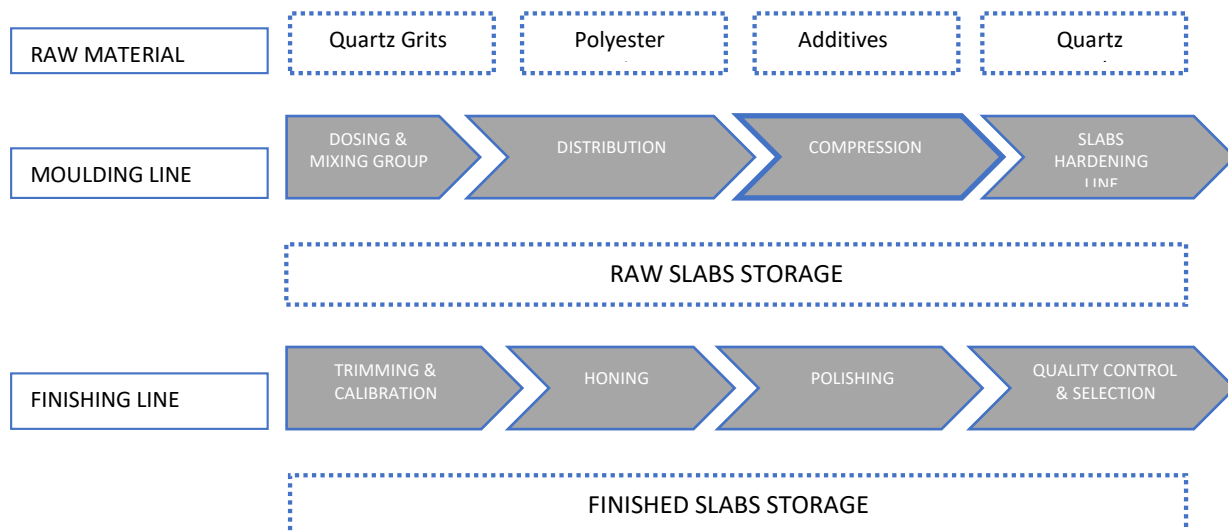 RAW MATERIAL
Quartz Grits
Polyester
Additives
Quartz
MOULDING LINE
DOSING &
MIXING GROUP
DISTRIBUTION
COMPRESSION
SLABS
HARDENING
LINE
RAW SLABS STORAGE
FINISHING LINE
TRIMMING &
CALIBRATION
HONING
POLISHING
QUALITY CONTROL
& SELECTION
FINISHED SLABS STORAGE